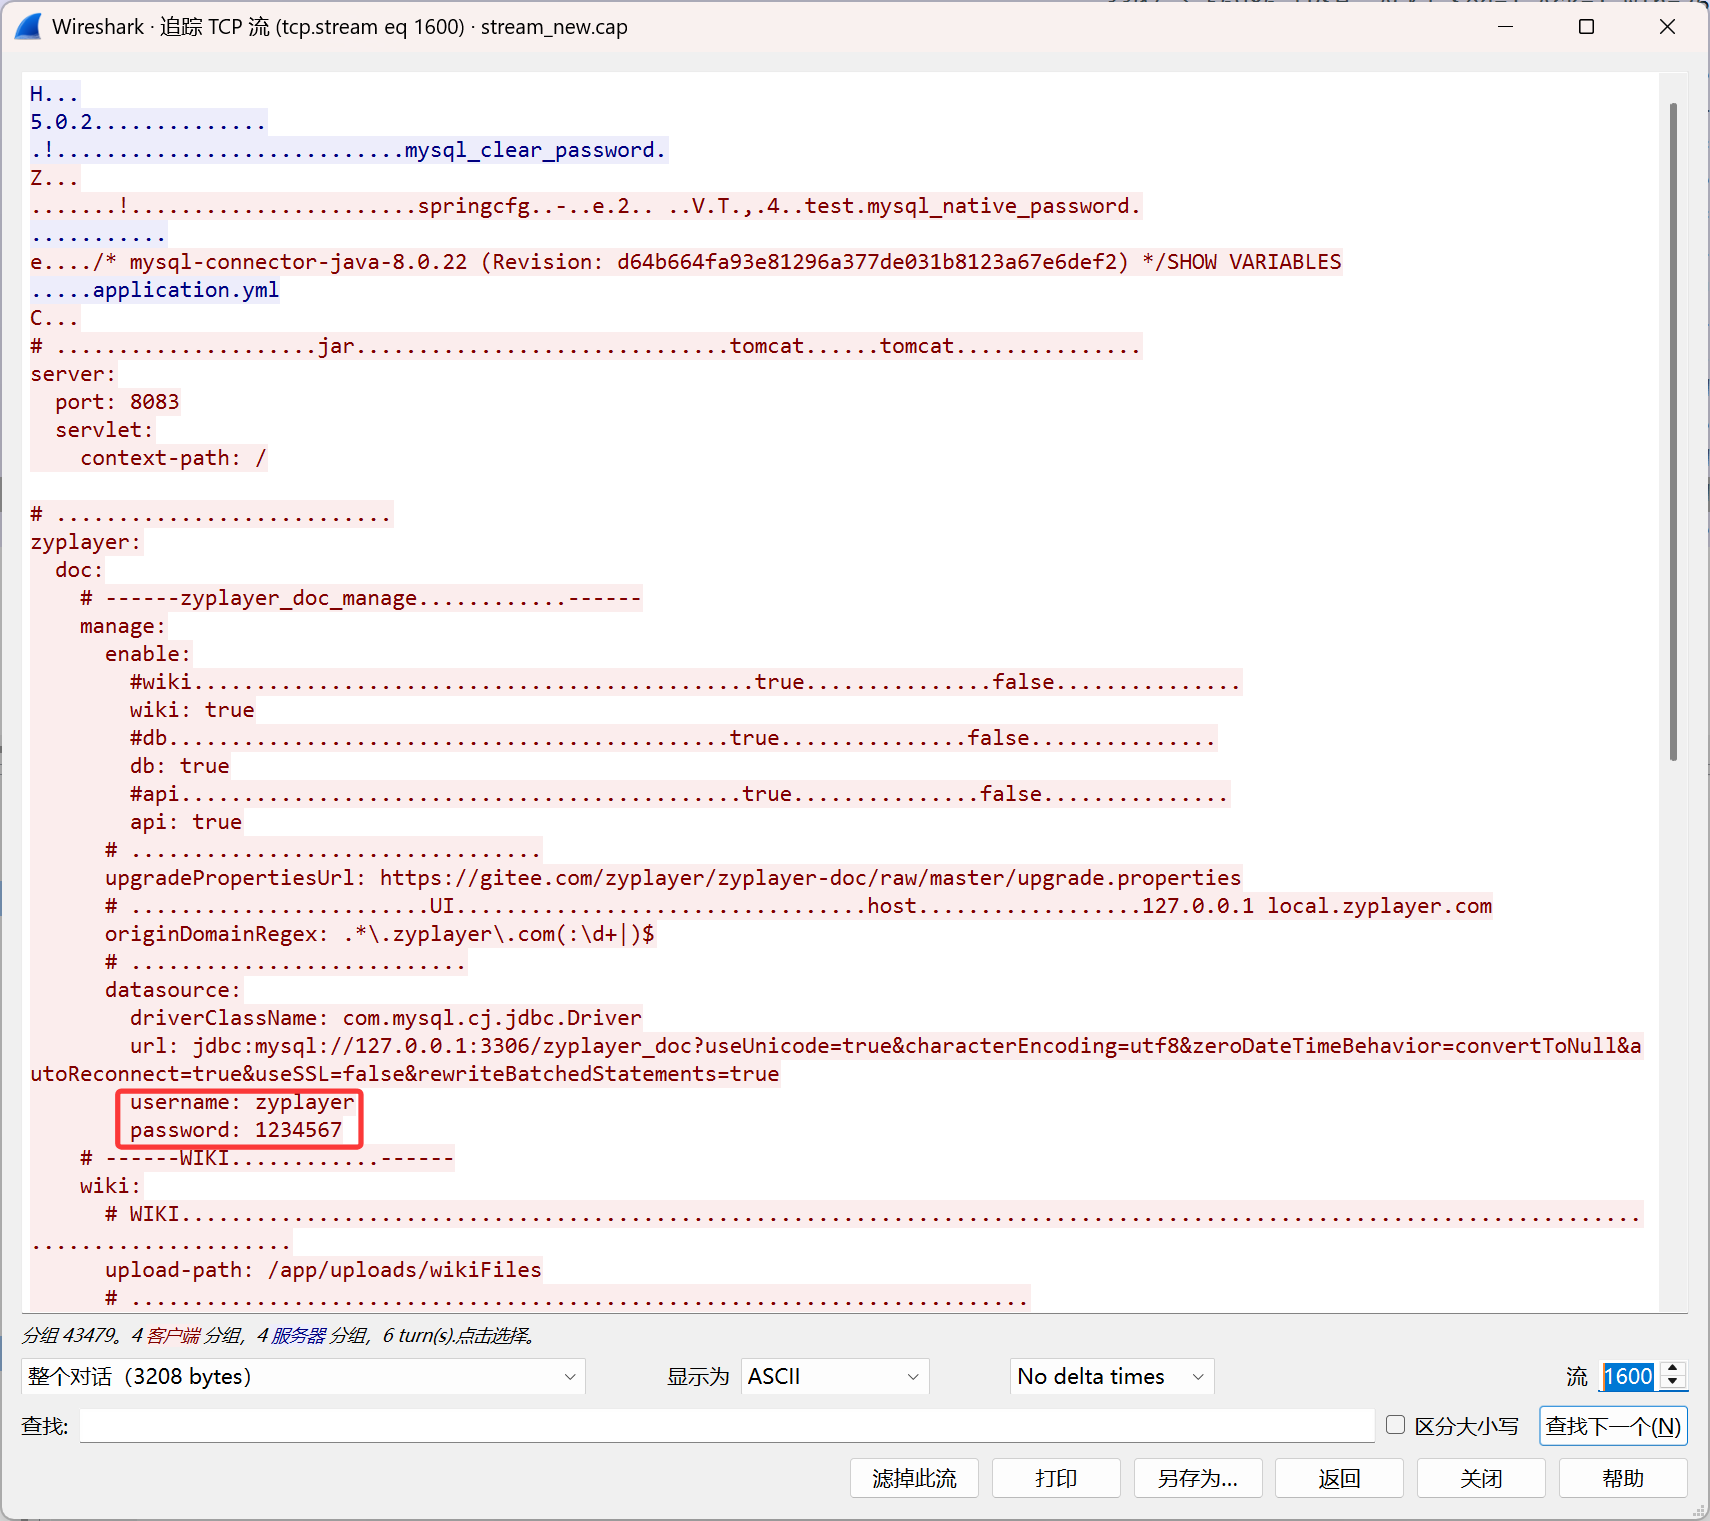 Wireshark · 追踪 TCP 流 (tcp.stream eq 1600) · stream_new.cap
H...
5.0.2..............
.!............................mysql_clear_password.
Z...
.......!.......................springcfg..-..e.2.. ..V.T.,.4..test.mysql_native_password.
...........
e..../* mysql-connector-java-8.0.22 (Revision: d64b664fa93e81296a377de031b8123a67e6def2) */SHOW VARIABLES
.....application.yml
C...
# .....................jar..............................tomcat......tomcat...............
server:
port: 8083
servlet:
context-path: /
# ...........................
zyplayer:
doc:
# ------zyplayer_doc_manage............------
manage:
enable:
#wiki.............................................true...............false...............
wiki: true
#db.............................................true...............false...............
db: true
#api.............................................true...............false...............
api: true
# .................................
upgradePropertiesUrl: https://gitee.com/zyplayer/zyplayer-doc/raw/master/upgrade.properties
# ........................UI.................................host..................127.0.0.1 local.zyplayer.com
originDomainRegex: .*\.zyplayer\.com(:\d+|)$
# ...........................
datasource:
driverClassName: com.mysql.cj.jdbc.Driver
url: jdbc:mysql://127.0.0.1:3306/zyplayer_doc?useUnicode=true&characterEncoding=utf8&zeroDateTimeBehavior=convertToNull&a
utoReconnect=true&useSSL=false&rewriteBatchedStatements=true
username: zyplayer
password: 1234567
# ------WIKI............------
wiki:
# WIKI.....................................................................................................................
.....................
upload-path: /app/uploads/wikiFiles
# ........................................................................
分组 43479。4 客户端 分组，4 服务器 分组，6 turn(s).点击选择。
整个对话（3208 bytes） 显示为 ASCII No delta times 流 1600
查找: 区分大小写 查找下一个(N)
滤掉此流 打印 另存为... 返回 关闭 帮助